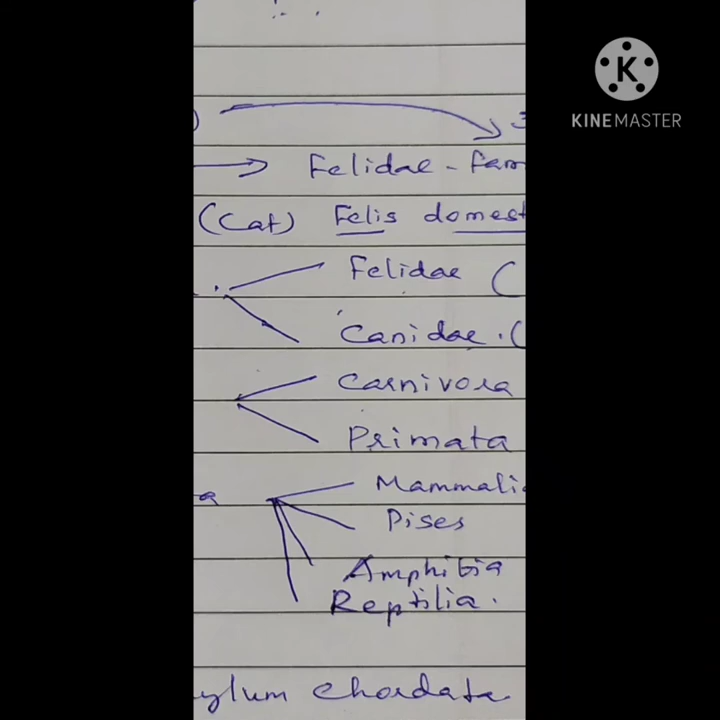 K
KINEMASTER
Felidae - fam
(Cat) Felis domest
Felidae (
Canidae . (
Carnivora
Primata
Mammali
a
Pises
Amphibia
Reptilia .
ylum chordata